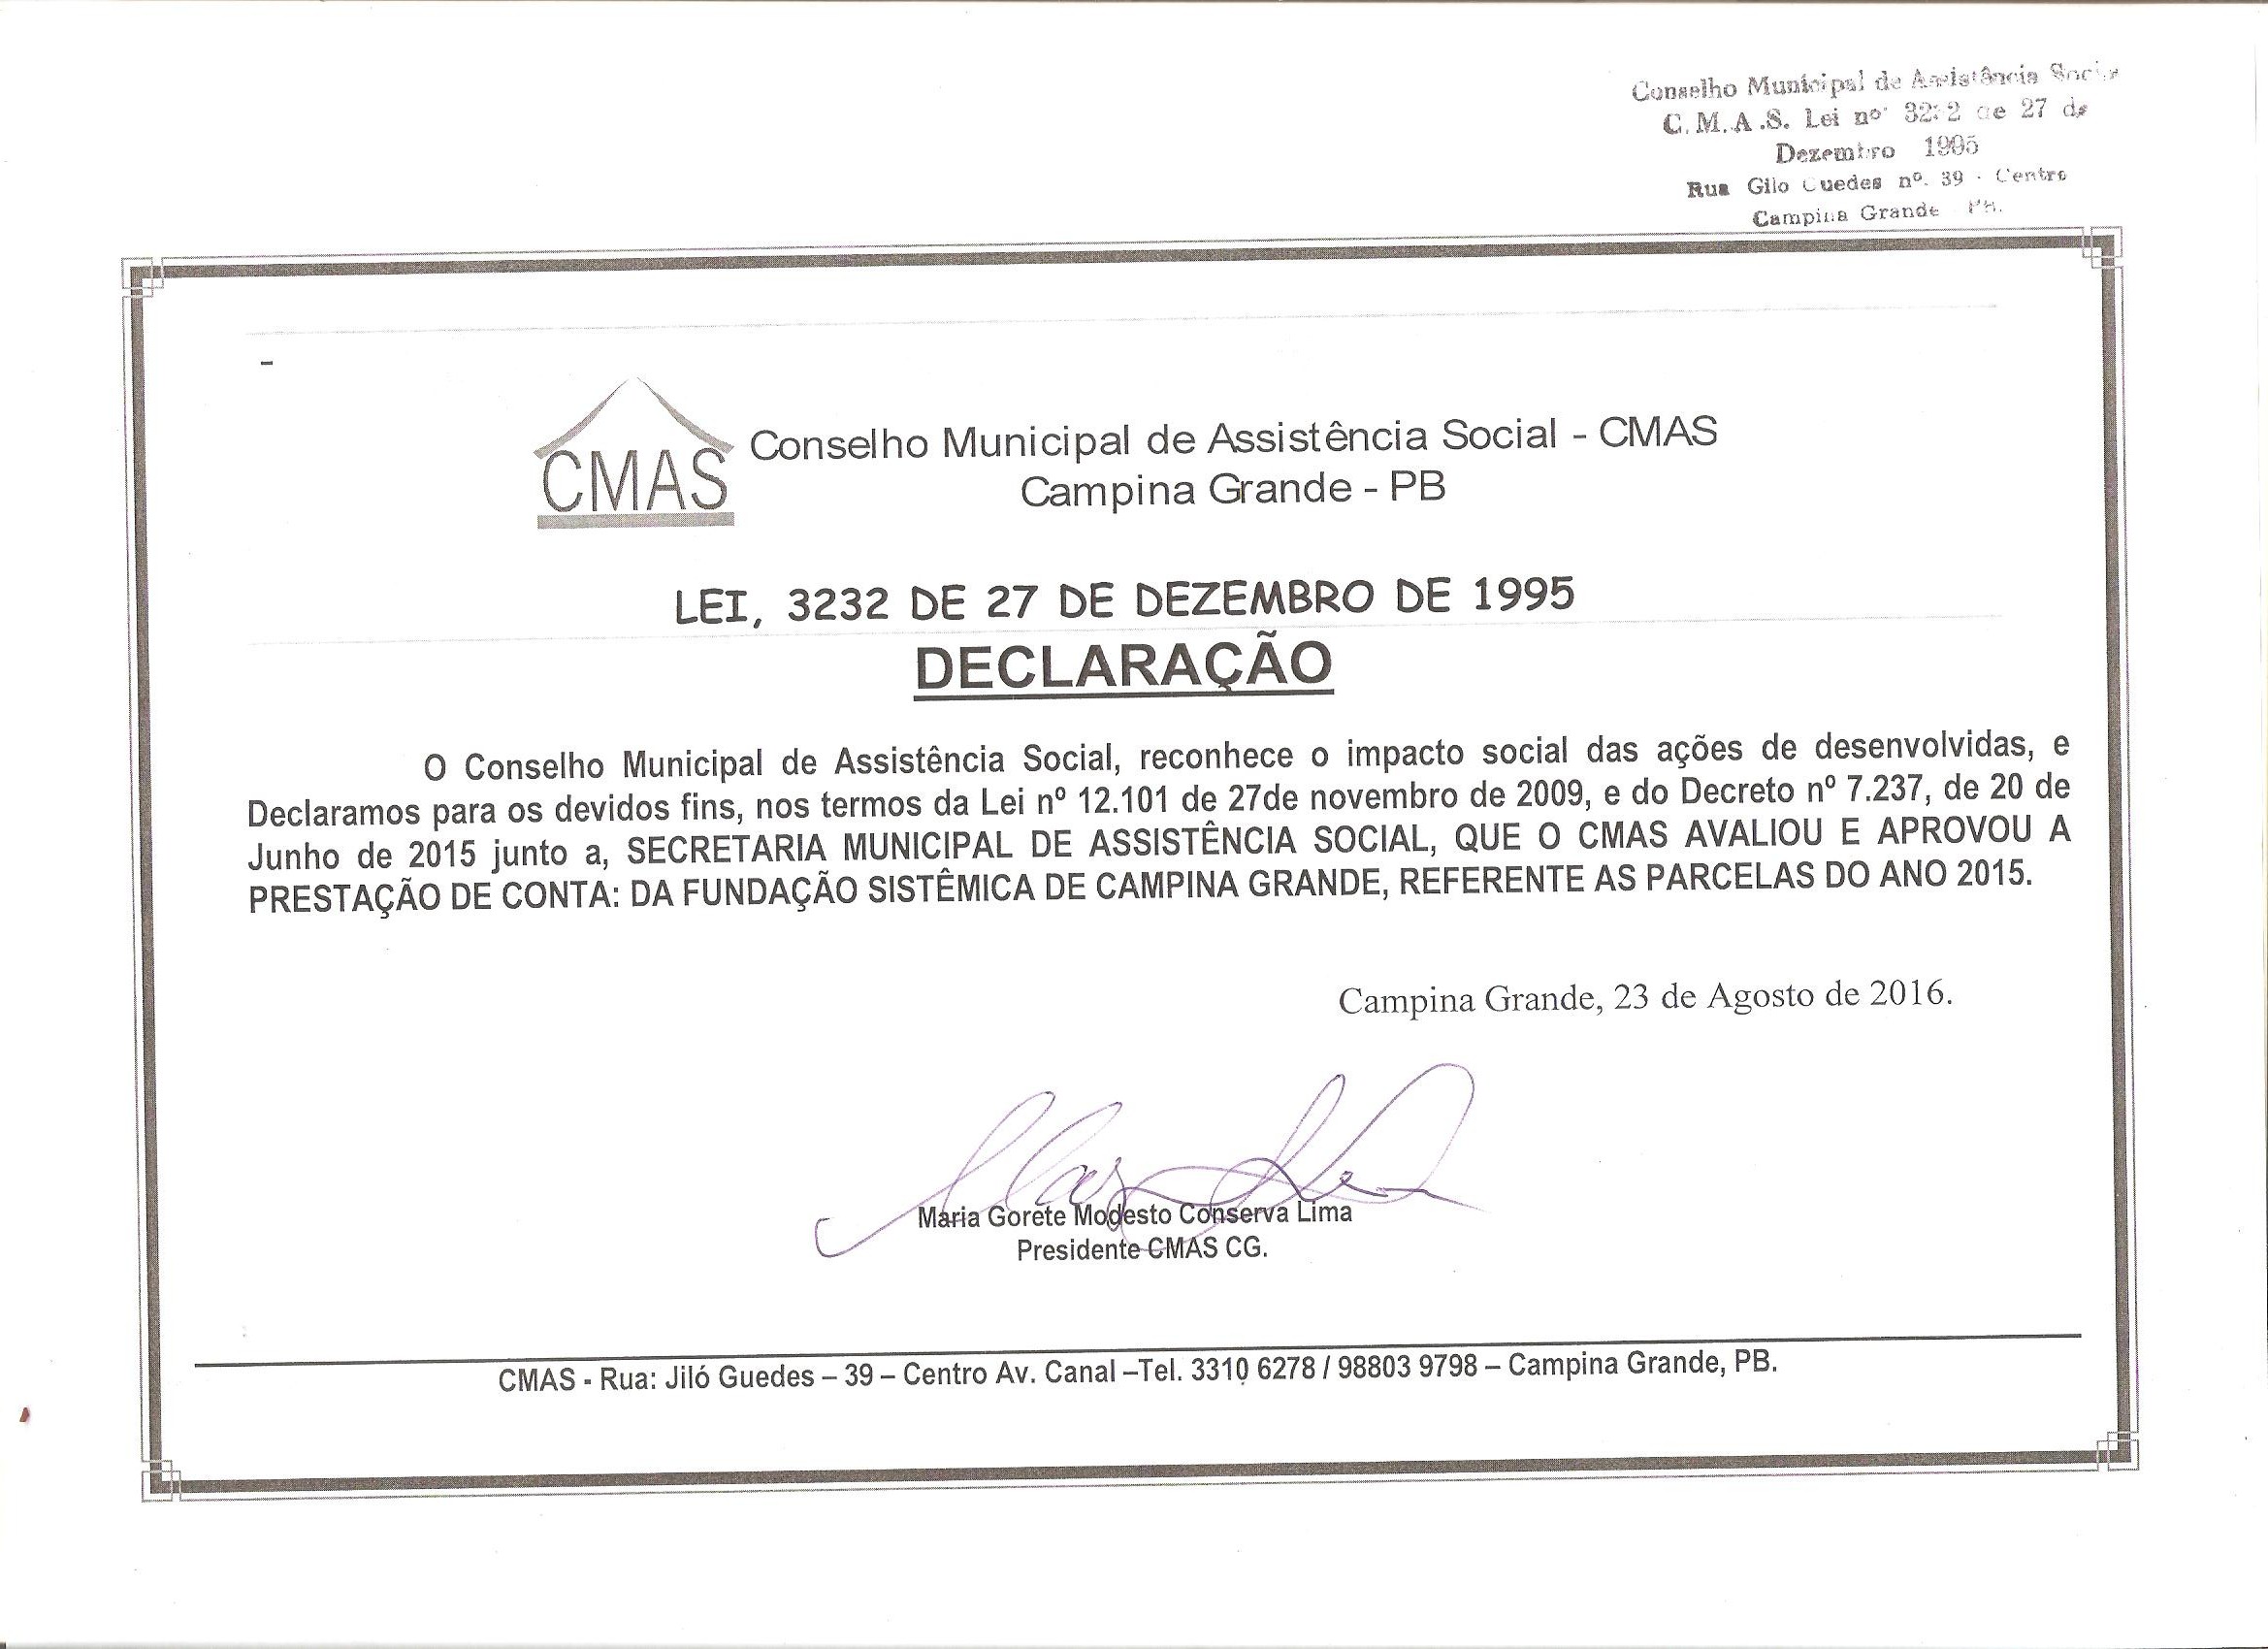 Conselho Municipal de Assistância Social
C.M.A.S. Lei nº 3232 de 27 de
Dezembro 1995
Rua Gilo Guedes nº. 39 - Centro
Campina Grande PB.
-
CMAS
Conselho Municipal de Assistência Social - CMAS
Campina Grande - PB
LEI, 3232 DE 27 DE DEZEMBRO DE 1995
DECLARAÇÃO
O Conselho Municipal de Assistência Social, reconhece o impacto social das ações de desenvolvidas, e
Declaramos para os devidos fins, nos termos da Lei nº 12.101 de 27de novembro de 2009, e do Decreto nº 7.237, de 20 de
Junho de 2015 junto a, SECRETARIA MUNICIPAL DE ASSISTÊNCIA SOCIAL, QUE O CMAS AVALIOU E APROVOU A
PRESTAÇÃO DE CONTA: DA FUNDAÇÃO SISTÊMICA DE CAMPINA GRANDE, REFERENTE AS PARCELAS DO ANO 2015.
Campina Grande, 23 de Agosto de 2016.
Maria Gorete Modesto Conserva Lima
Presidente CMAS CG.
CMAS - Rua: Jiló Guedes – 39 – Centro Av. Canal –Tel. 3310 6278 / 98803 9798 – Campina Grande, PB.